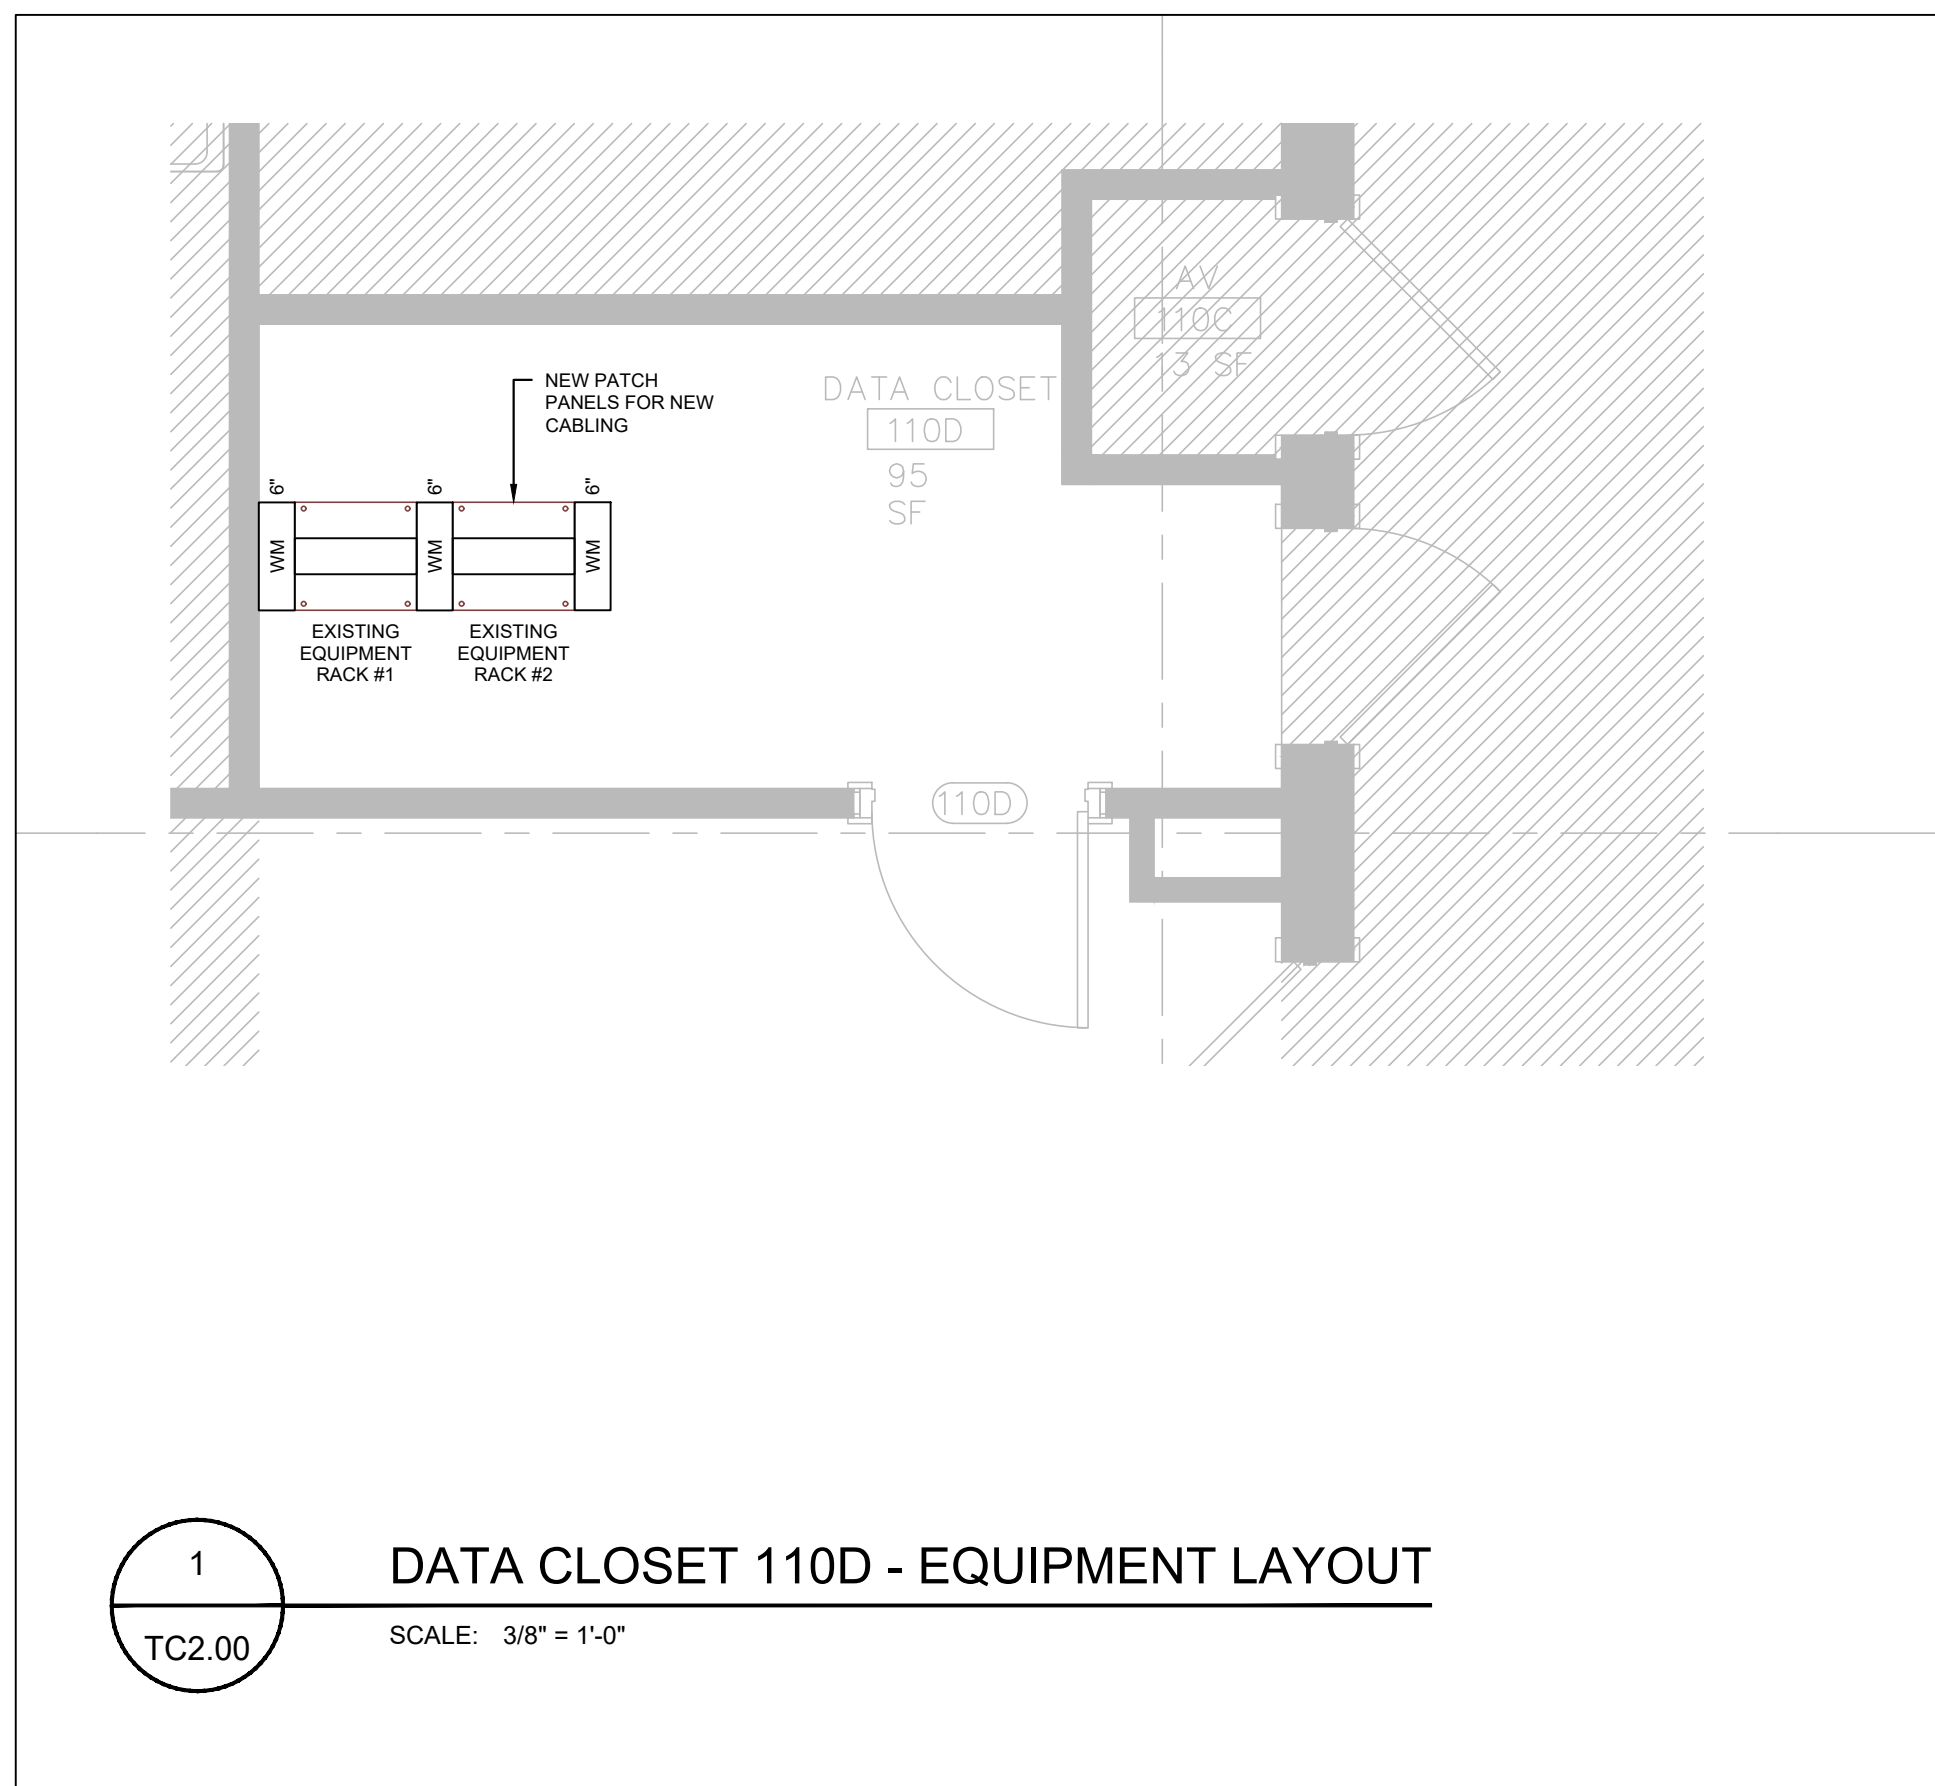 AV
110C
13 SF
NEW PATCH
PANELS FOR NEW
CABLING
DATA CLOSET
110D
95
SF
6"
6"
6"
WM
WM
WM
EXISTING
EQUIPMENT
RACK #1
EXISTING
EQUIPMENT
RACK #2
110D
1
TC2.00
DATA CLOSET 110D - EQUIPMENT LAYOUT
SCALE: 3/8" = 1'-0"